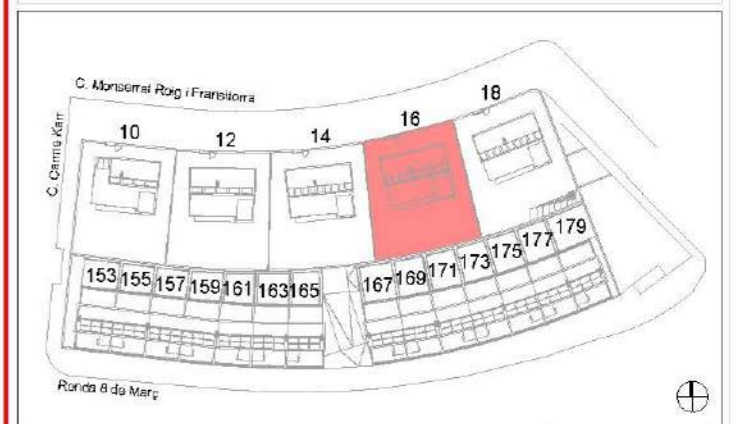 C. Monserrat Roig i Fransitorra
C. Carme Karr
10
12
14
16
18
153 155 157 159 161 163 165
167 169 171 173 175 177 179
Ronda 8 de Març